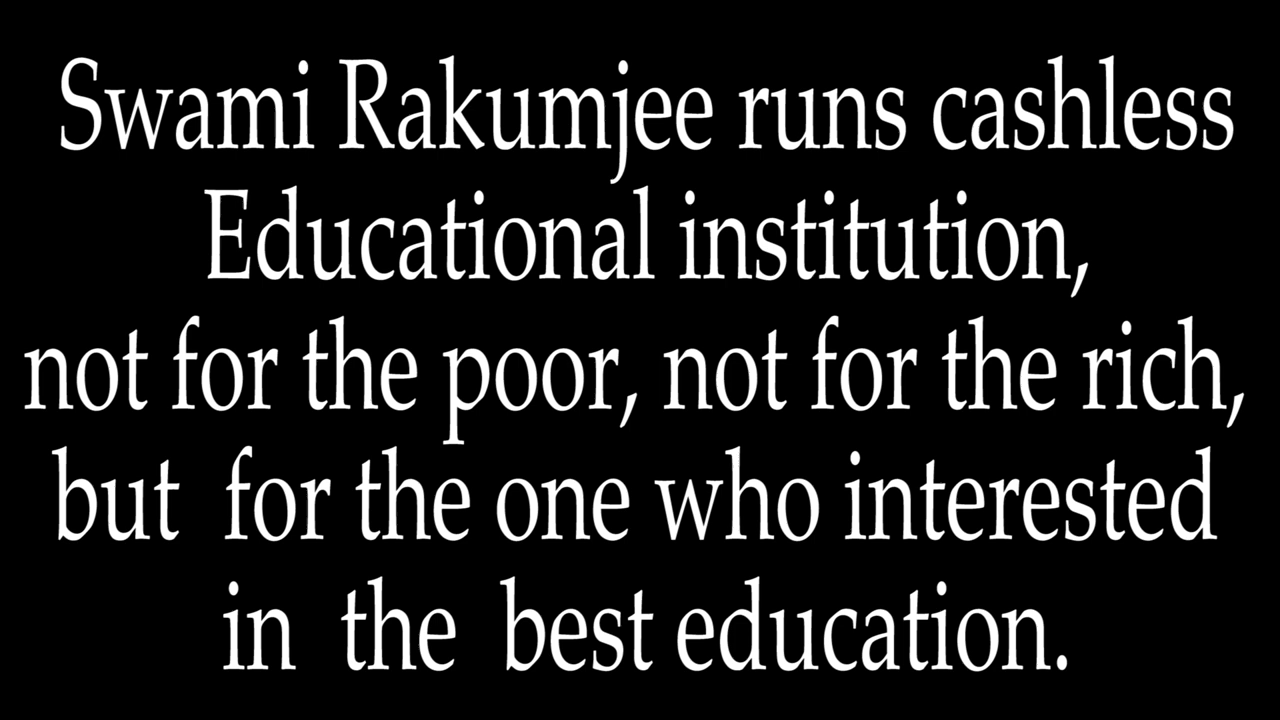 Swami Rakumjee runs cashless
Educational institution,
not for the poor, not for the rich,
but for the one who interested
in the best education.